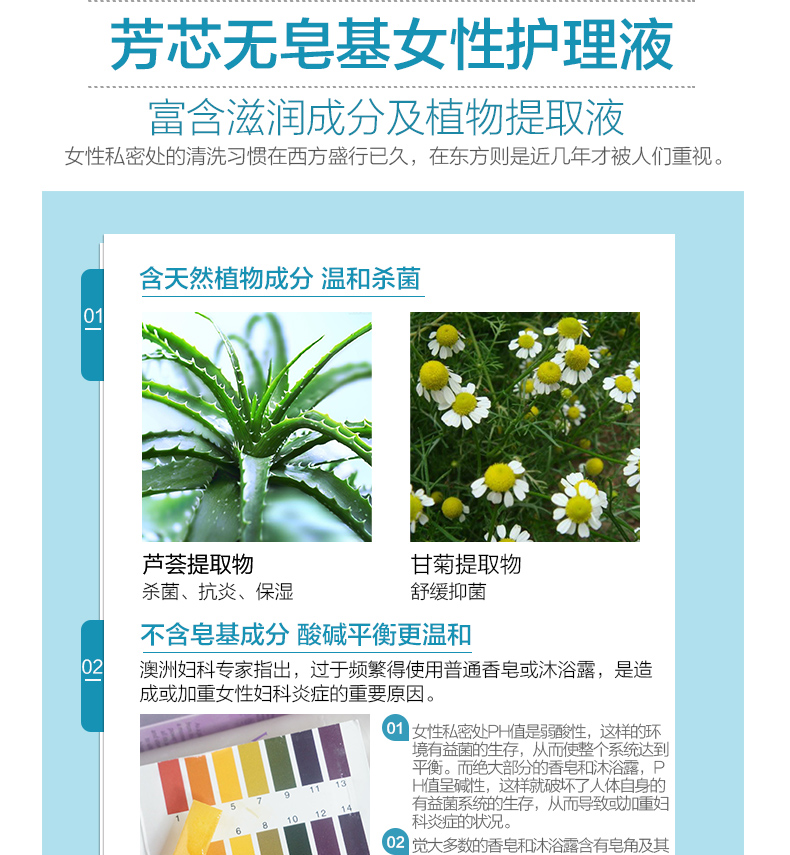 芳芯无皂基女性护理液
富含滋润成分及植物提取液
女性私密处的清洗习惯在西方盛行已久，在东方则是近几年才被人们重视。
01
含天然植物成分 温和杀菌
芦荟提取物
杀菌、抗炎、保湿
甘菊提取物
舒缓抑菌
02
不含皂基成分 酸碱平衡更温和
澳洲妇科专家指出，过于频繁得使用普通香皂或沐浴露，是造
成或加重女性妇科炎症的重要原因。
1 5 7 9 11 13
6 8 10 12 14
01
女性私密处PH值是弱酸性，这样的环
境有益菌的生存，从而使整个系统达到
平衡。而绝大部分的香皂和沐浴露，P
H值呈碱性，这样就破坏了人体自身的
有益菌系统的生存，从而导致或加重妇
科炎症的状况。
02
觉大多数的香皂和沐浴露含有皂角及其